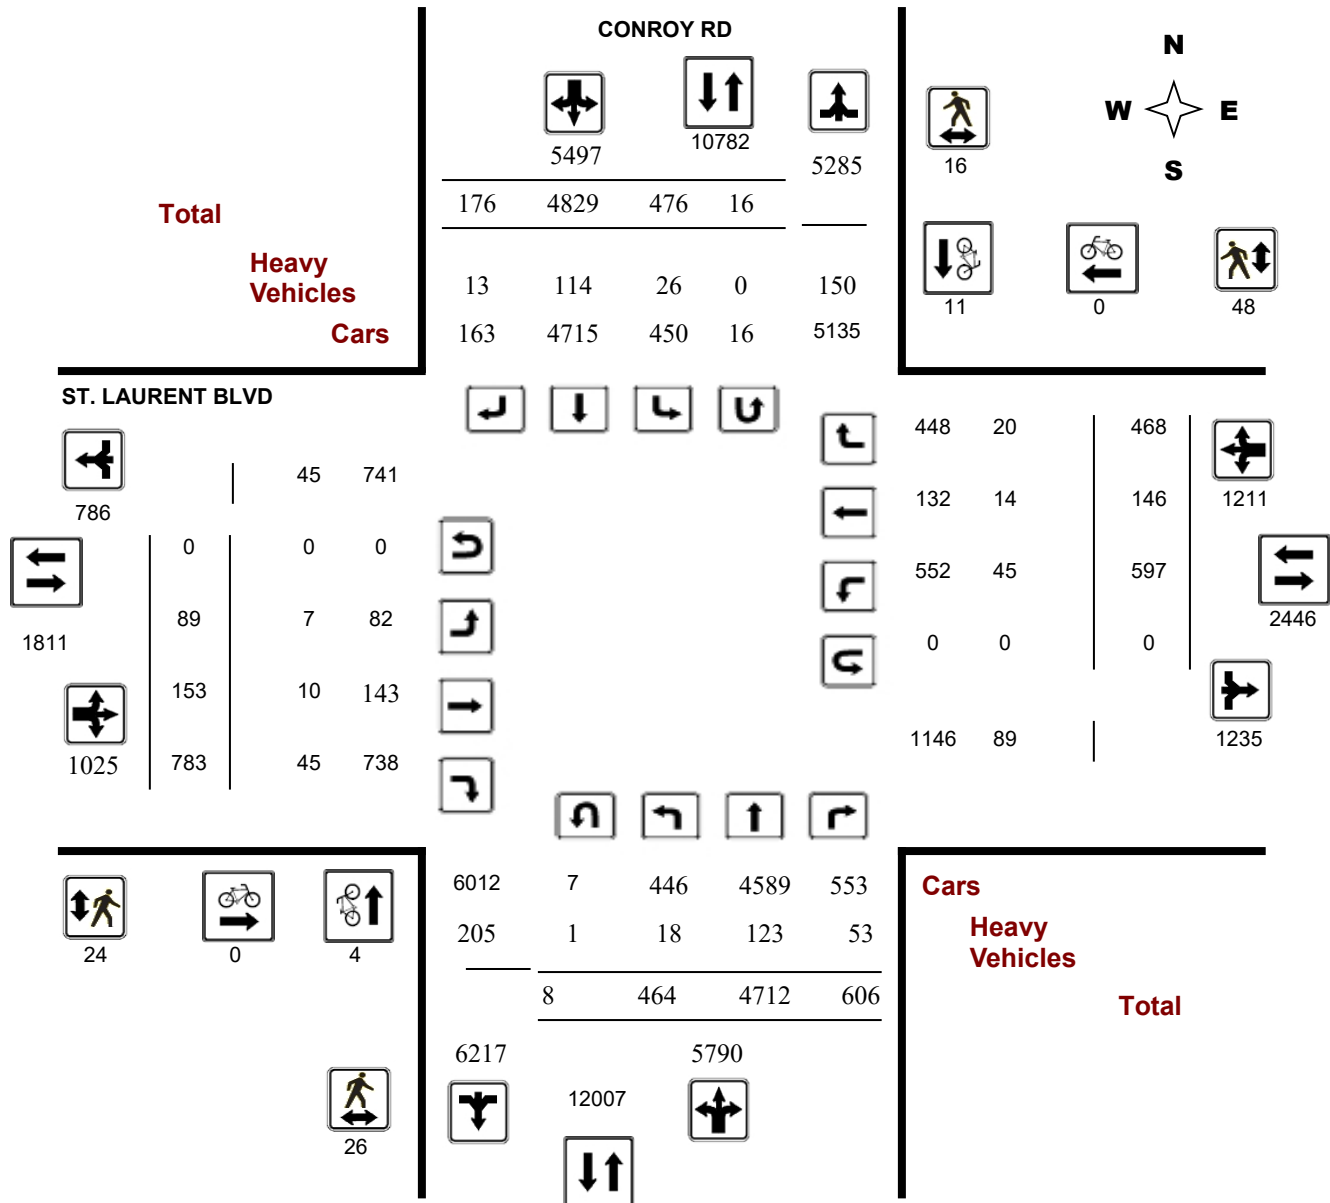 CONROY RD
N
W E
S
10782
5497
5285
16
176 4829 476 16
Total
Heavy
Vehicles
13 114 26 0 150
11 0 48
Cars
163 4715 450 16 5135
ST. LAURENT BLVD
448 20 468
45 741
786
132 14 146
1211
0 0 0
552 45 597
89 7 82
2446
1811
0 0 0
153 10 143
1146 89
1235
1025
783 45 738
6012 7 446 4589 553
Cars
205 1 18 123 53
Heavy
Vehicles
24 0 4
8 464 4712 606
Total
6217
5790
12007
26